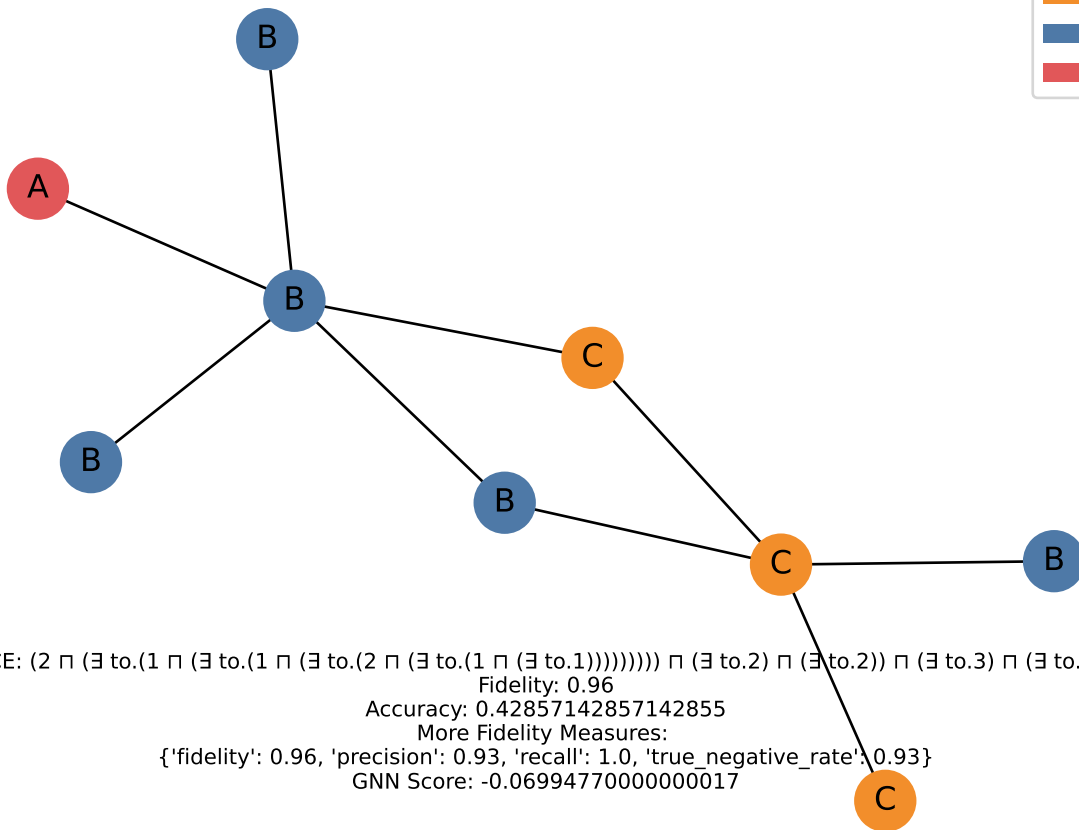 B
A
B
C
B
B
C
B
CE: (2 ⊓ (∃ to.(1 ⊓ (∃ to.(1 ⊓ (∃ to.(2 ⊓ (∃ to.(1 ⊓ (∃ to.1))))))))) ⊓ (∃ to.2) ⊓ (∃ to.2)) ⊓ (∃ to.3) ⊓ (∃ to.
Fidelity: 0.96
Accuracy: 0.42857142857142855
More Fidelity Measures:
{'fidelity': 0.96, 'precision': 0.93, 'recall': 1.0, 'true_negative_rate': 0.93}
GNN Score: -0.06994770000000017
C